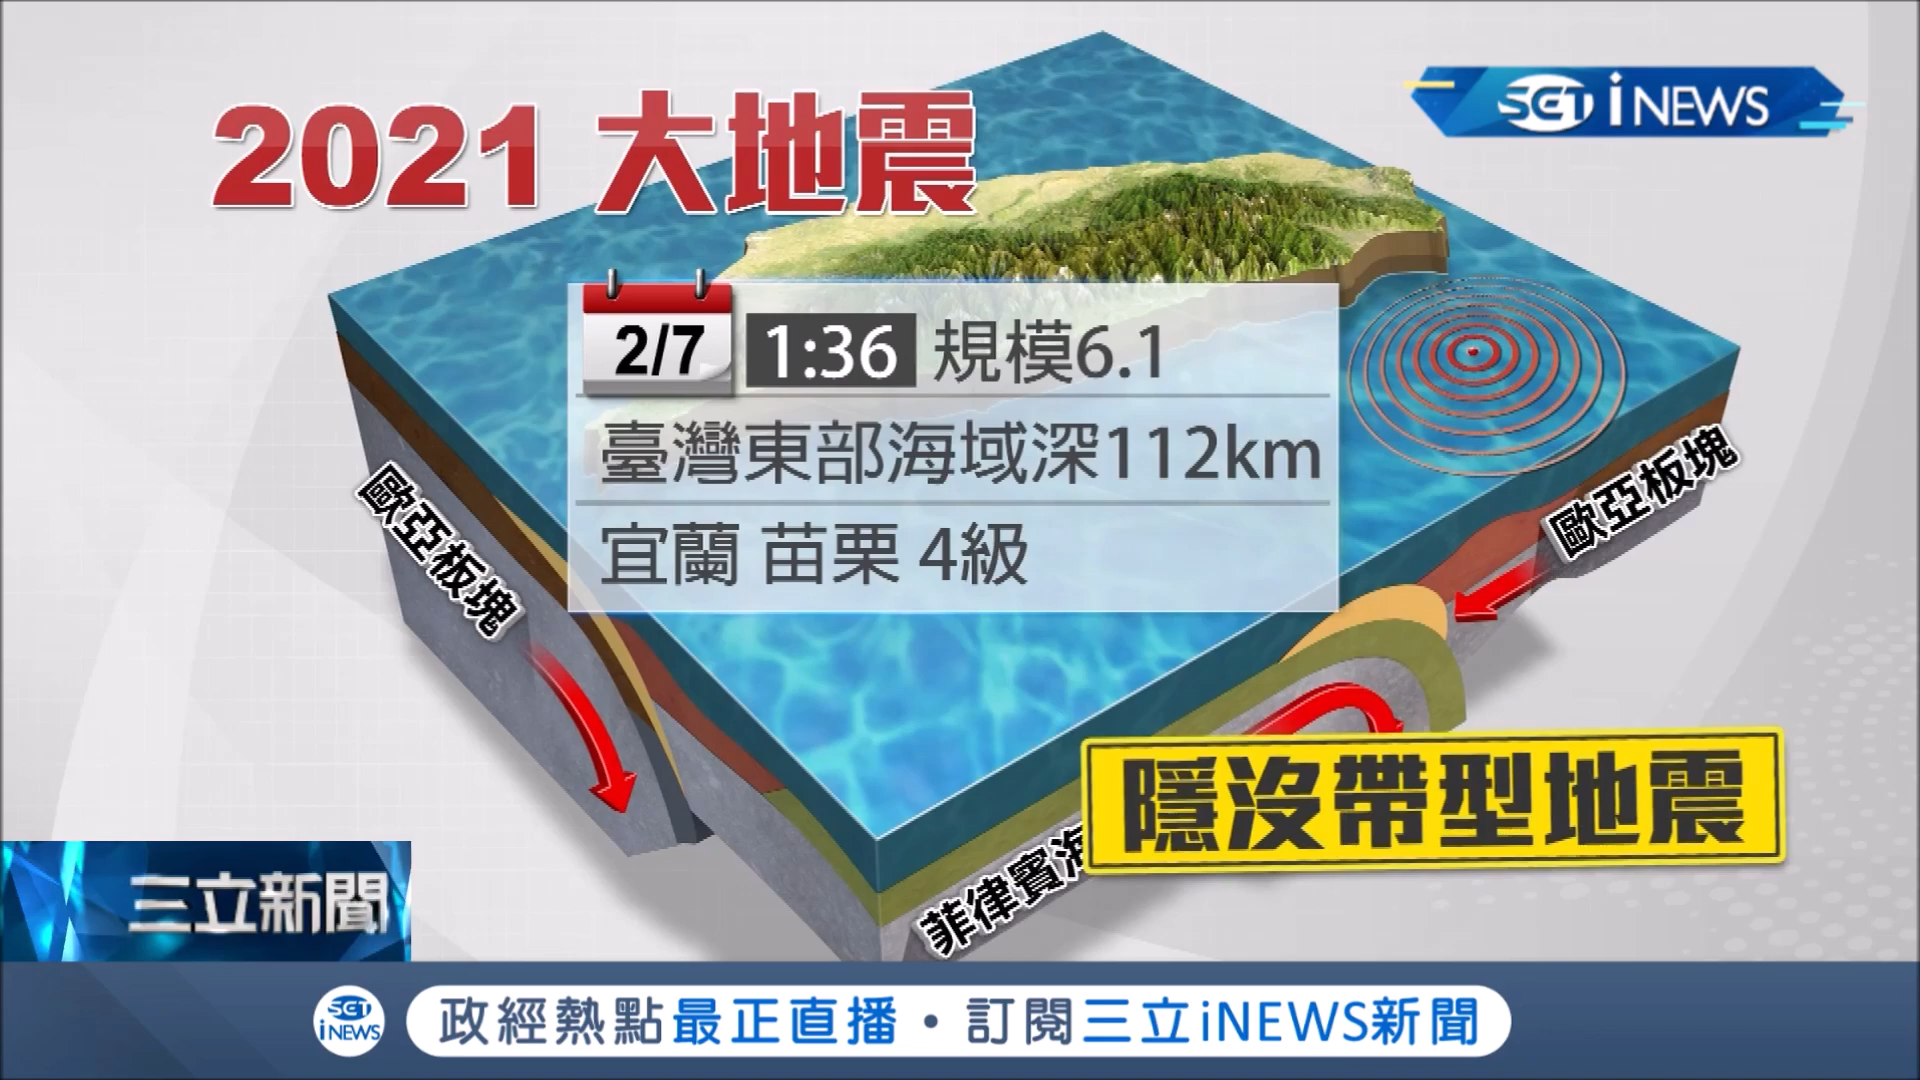 2021 大地震
SET iNEWS
2/7 1:36 規模6.1
臺灣東部海域深112km
宜蘭 苗栗 4級
歐亞板塊
歐亞板塊
隱沒帶型地震
菲律賓海
三立新聞
SET iNEWS
政經熱點最正直播・訂閱三立iNEWS新聞